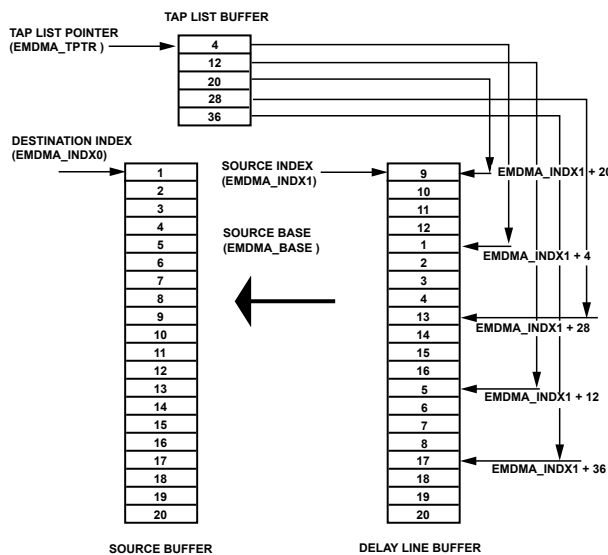 TAP LIST BUFFER
TAP LIST POINTER
(EMDMA_TPTR )
4
12
20
28
36
DESTINATION INDEX
(EMDMA_INDX0)
SOURCE INDEX
(EMDMA_INDX1)
SOURCE BASE
(EMDMA_BASE )
1
2
3
4
5
6
7
8
9
10
11
12
13
14
15
16
17
18
19
20
SOURCE BUFFER
9
10
11
12
1
2
3
4
13
14
15
16
5
6
7
8
17
18
19
20
DELAY LINE BUFFER
EMDMA_INDX1 + 20
EMDMA_INDX1 + 4
EMDMA_INDX1 + 28
EMDMA_INDX1 + 12
EMDMA_INDX1 + 36